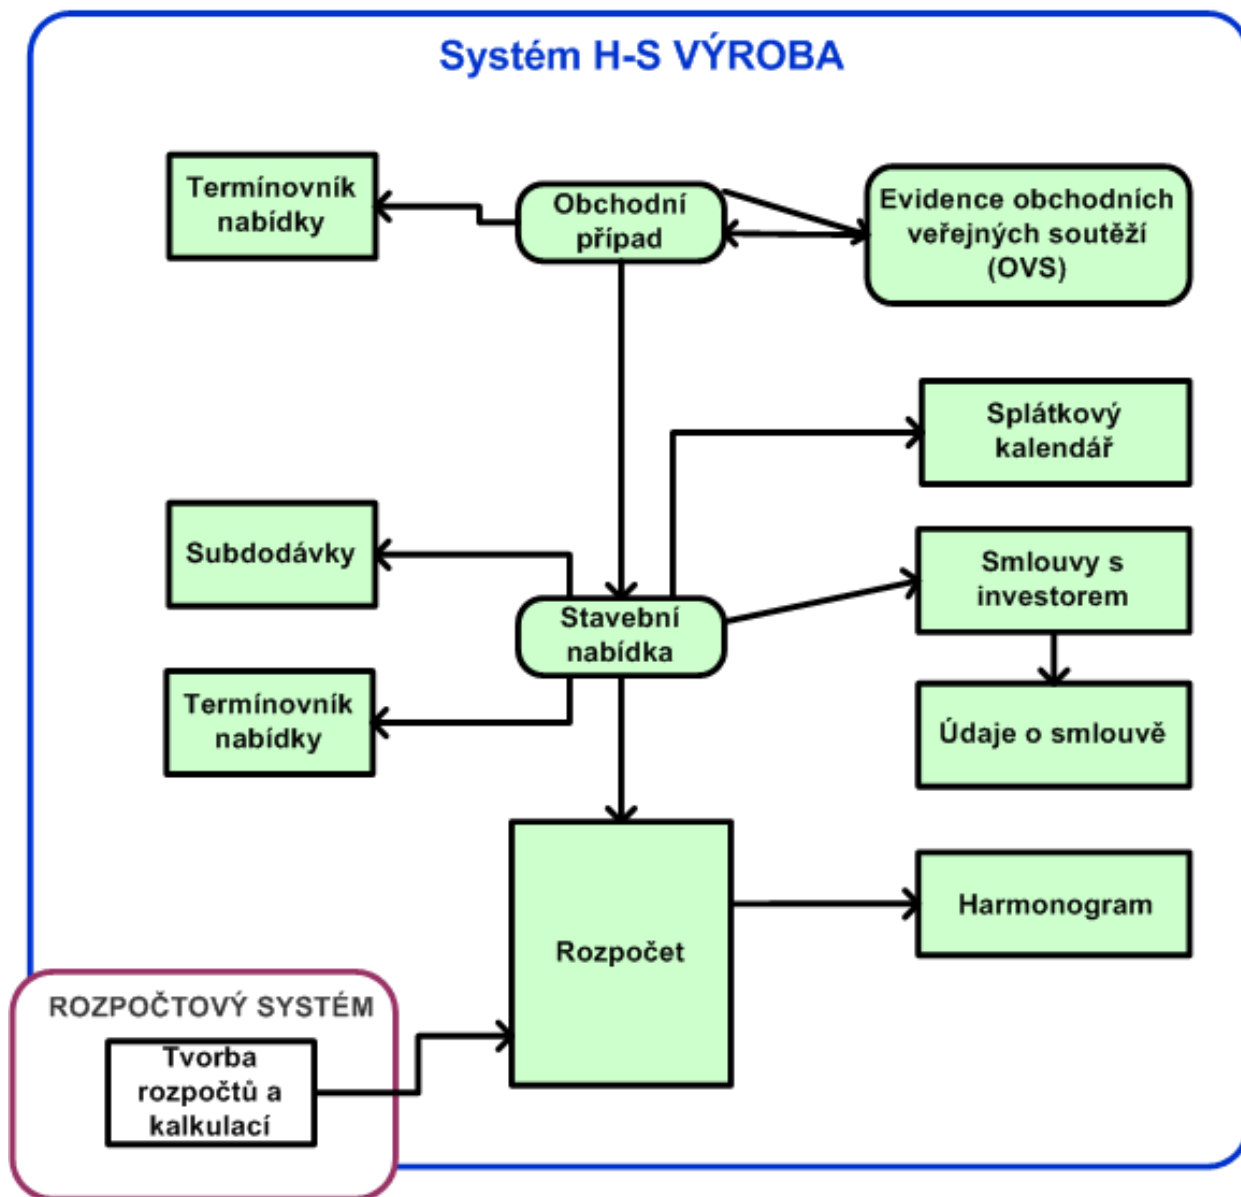 Systém H-S VÝROBA
Termínovník
nabídky
Obchodní
případ
Evidence obchodních
veřejných soutěží
(OVS)
Splátkový
kalendář
Subdodávky
Smlouvy s
investorem
Stavební
nabídka
Termínovník
nabídky
Údaje o smlouvě
Rozpočet
Harmonogram
ROZPOČTOVÝ SYSTÉM
Tvorba
rozpočtů a
kalkulací